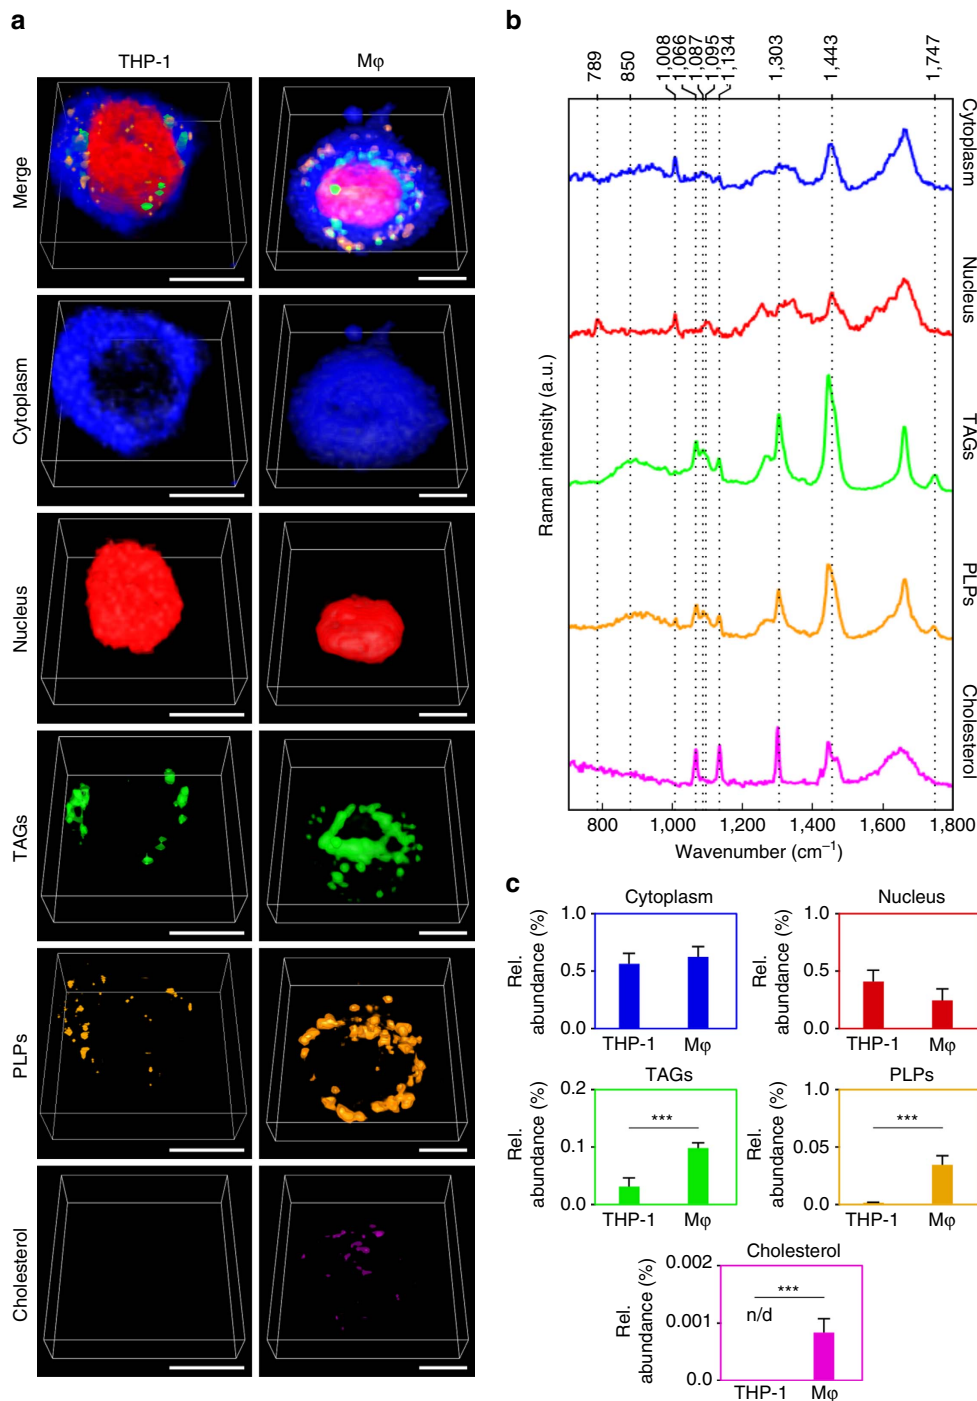 a
THP-1
Mφ
Merge
Cytoplasm
Nucleus
TAGs
PLPs
Cholesterol
b
789
850
1,008
1,066
1,087
1,095
1,134
1,303
1,443
1,747
Raman intensity (a.u.)
Cytoplasm
Nucleus
TAGs
PLPs
Cholesterol
800 1,000 1,200 1,400 1,600 1,800
Wavenumber (cm⁻¹)
c
Cytoplasm
Rel.
abundance (%)
1.0
0.5
0.0
THP-1 Mφ
Nucleus
Rel.
abundance (%)
1.0
0.5
0.0
THP-1 Mφ
TAGs
Rel.
abundance (%)
0.2
0.1
0.0
***
THP-1 Mφ
PLPs
Rel.
abundance (%)
1.0
0.05
0.0
***
THP-1 Mφ
Cholesterol
Rel.
abundance (%)
0.002
0.001
0.0
***
n/d
THP-1 Mφ